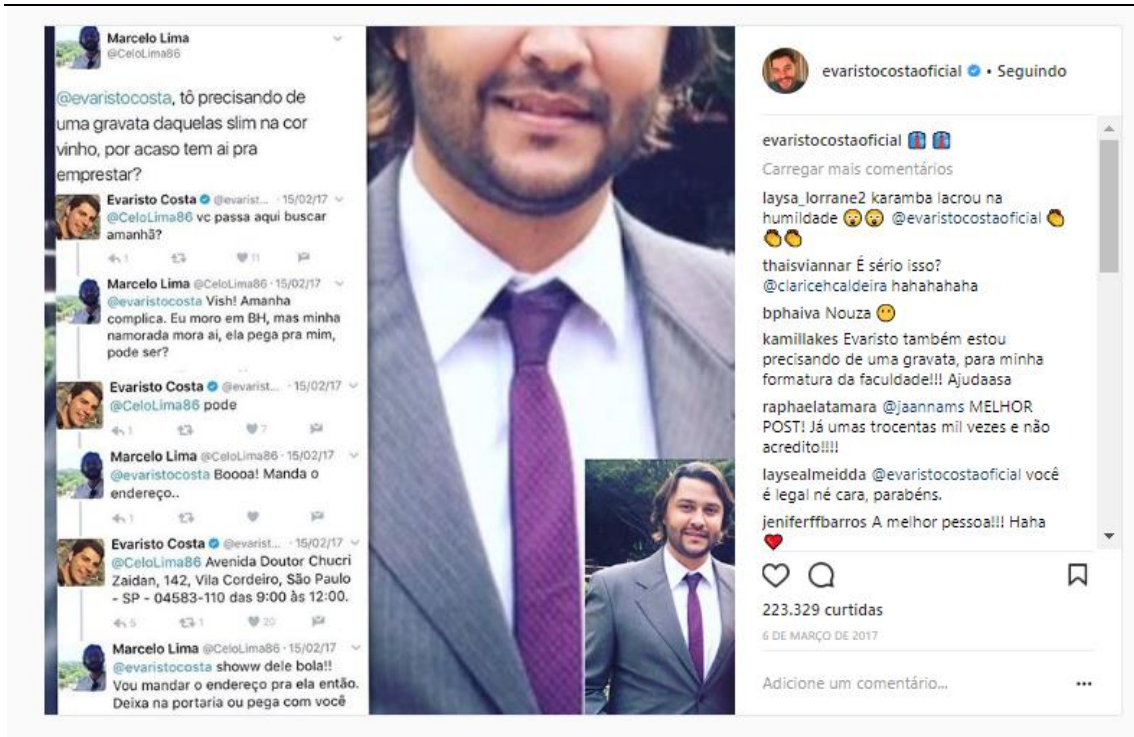 Marcelo Lima
@CeloLima86
@evaristocosta, tô precisando de
uma gravata daquelas slim na cor
vinho, por acaso tem ai pra
emprestar?
Evaristo Costa @evarist... · 15/02/17
@CeloLima86 vc passa aqui buscar
amanhã?
1 11
Marcelo Lima @CeloLima86 · 15/02/17
@evaristocosta Vish! Amanha
complica. Eu moro em BH, mas minha
namorada mora ai, ela pega pra mim,
pode ser?
Evaristo Costa @evarist... · 15/02/17
@CeloLima86 pode
1 7
Marcelo Lima @CeloLima86 · 15/02/17
@evaristocosta Boooa! Manda o
endereço..
1
Evaristo Costa @evarist... · 15/02/17
@CeloLima86 Avenida Doutor Chucri
Zaidan, 142, Vila Cordeiro, São Paulo
- SP - 04583-110 das 9:00 às 12:00.
5 1 20
Marcelo Lima @CeloLima86 · 15/02/17
@evaristocosta showw dele bola!!
Vou mandar o endereço pra ela então.
Deixa na portaria ou pega com você
evaristocostaoficial • Seguindo
evaristocostaoficial 👔 👔
Carregar mais comentários
laysa_lorrane2 karamba lacrou na
humildade 😲😲 @evaristocostaoficial 👏
👏👏
thaisviannar É sério isso?
@claricehcaldeira hahahahaha
bphaiva Nouza 😶
kamillakes Evaristo também estou
precisando de uma gravata, para minha
formatura da faculdade!!! Ajudaasa
raphaelatamara @jaannams MELHOR
POST! Já umas trocentas mil vezes e não
acredito!!!!
laysealmeidda @evaristocostaoficial você
é legal né cara, parabéns.
jeniferffbarros A melhor pessoa!!! Haha
❤
223.329 curtidas
6 DE MARÇO DE 2017
Adicione um comentário...